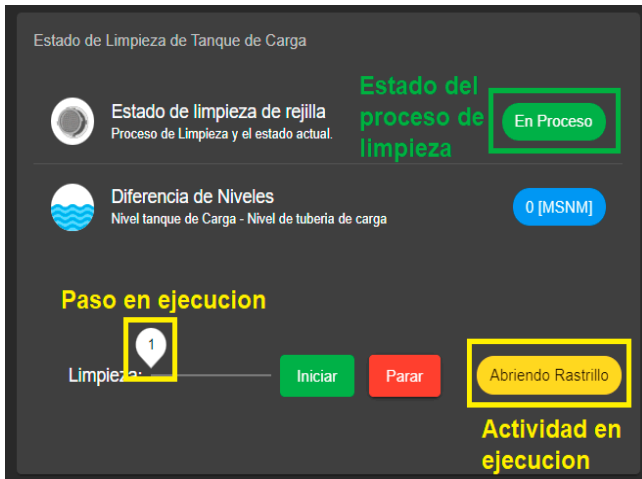 Estado de Limpieza de Tanque de Carga
Estado de limpieza de rejilla
Proceso de Limpieza y el estado actual.
Estado del
proceso de
limpieza
En Proceso
Diferencia de Niveles
Nivel tanque de Carga - Nivel de tuberia de carga
0 [MSNM]
Paso en ejecucion
1
Limpieza:
Iniciar
Parar
Abriendo Rastrillo
Actividad en
ejecucion